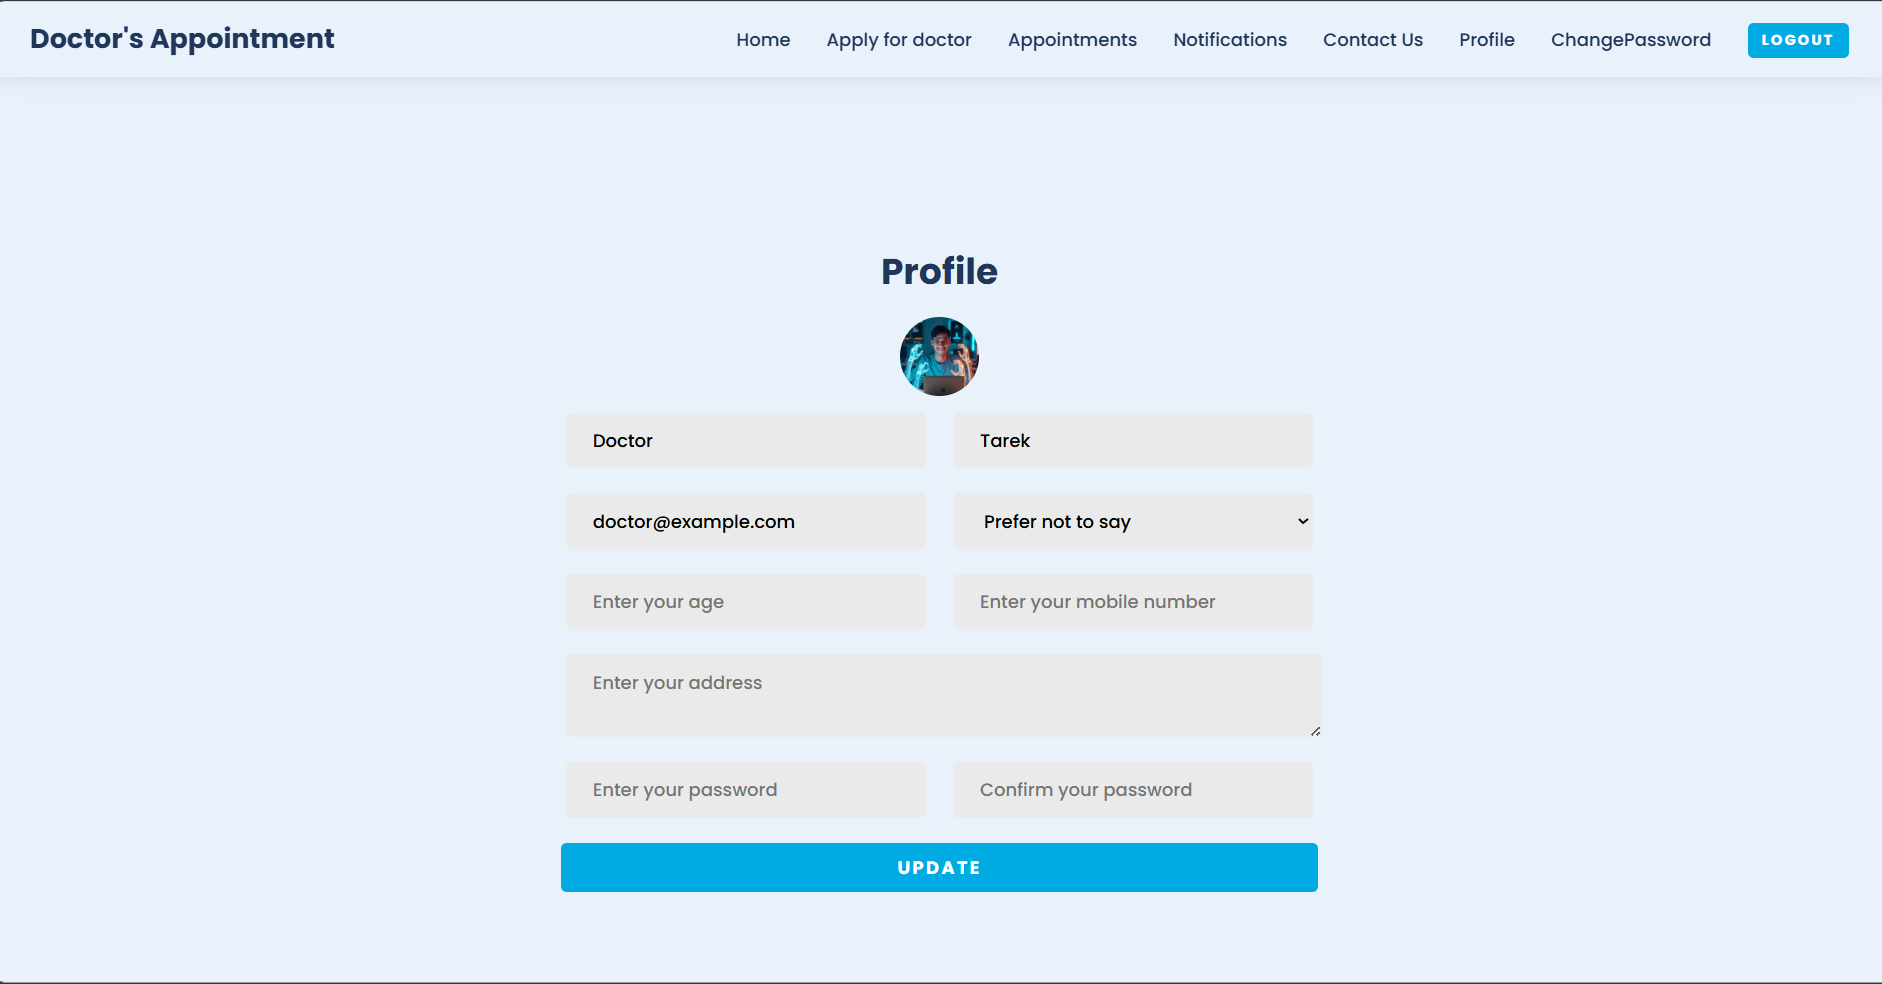 Doctor's Appointment
Home Apply for doctor Appointments Notifications Contact Us Profile ChangePassword LOGOUT
Profile
Doctor Tarek
doctor@example.com Prefer not to say
Enter your age Enter your mobile number
Enter your address
Enter your password Confirm your password
UPDATE